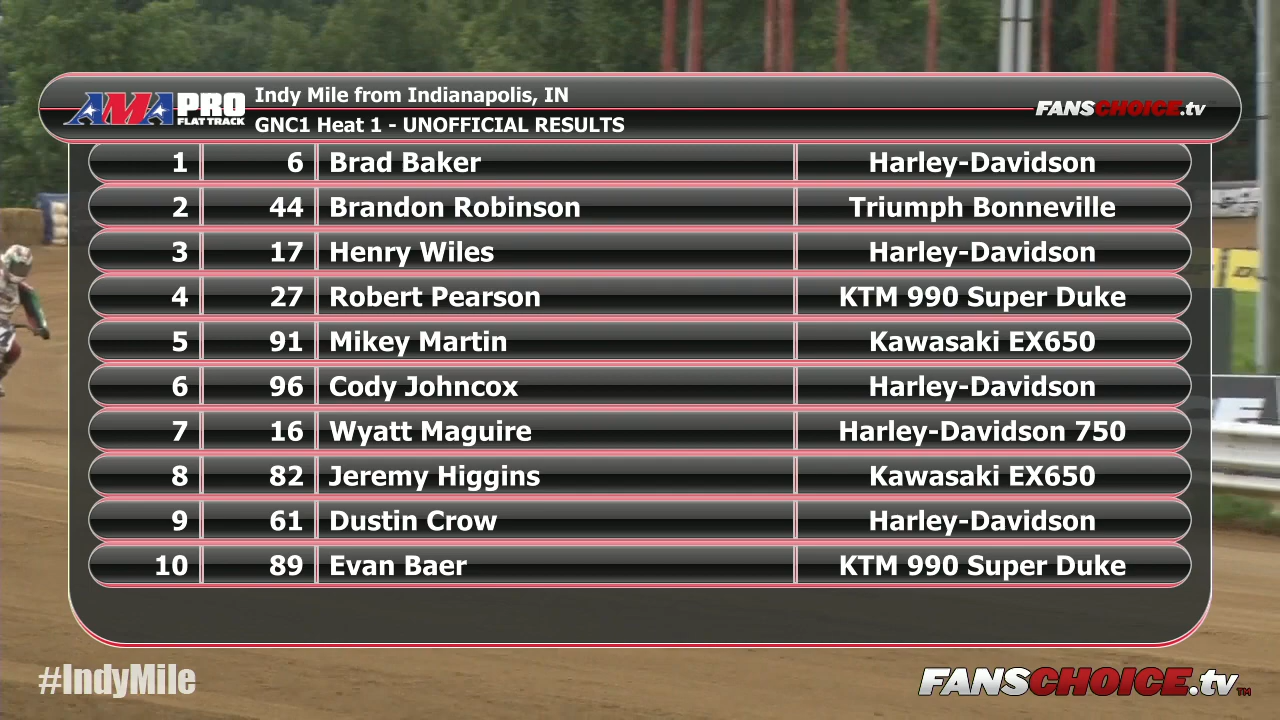 AMA PRO FLAT TRACK
Indy Mile from Indianapolis, IN
GNC1 Heat 1 - UNOFFICIAL RESULTS
FANSCHOICE.tv
1 6 Brad Baker Harley-Davidson
2 44 Brandon Robinson Triumph Bonneville
3 17 Henry Wiles Harley-Davidson
4 27 Robert Pearson KTM 990 Super Duke
5 91 Mikey Martin Kawasaki EX650
6 96 Cody Johncox Harley-Davidson
7 16 Wyatt Maguire Harley-Davidson 750
8 82 Jeremy Higgins Kawasaki EX650
9 61 Dustin Crow Harley-Davidson
10 89 Evan Baer KTM 990 Super Duke
#IndyMile
FANSCHOICE.tv™